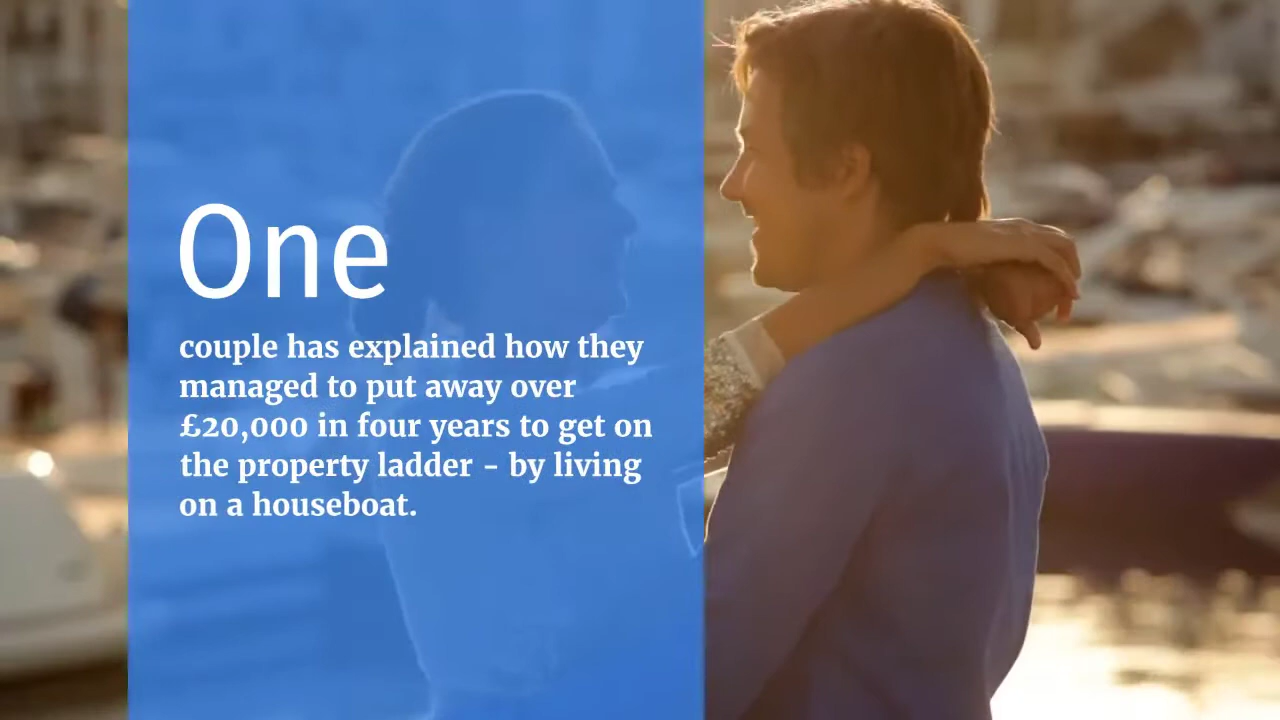 One
couple has explained how they
managed to put away over
£20,000 in four years to get on
the property ladder - by living
on a houseboat.